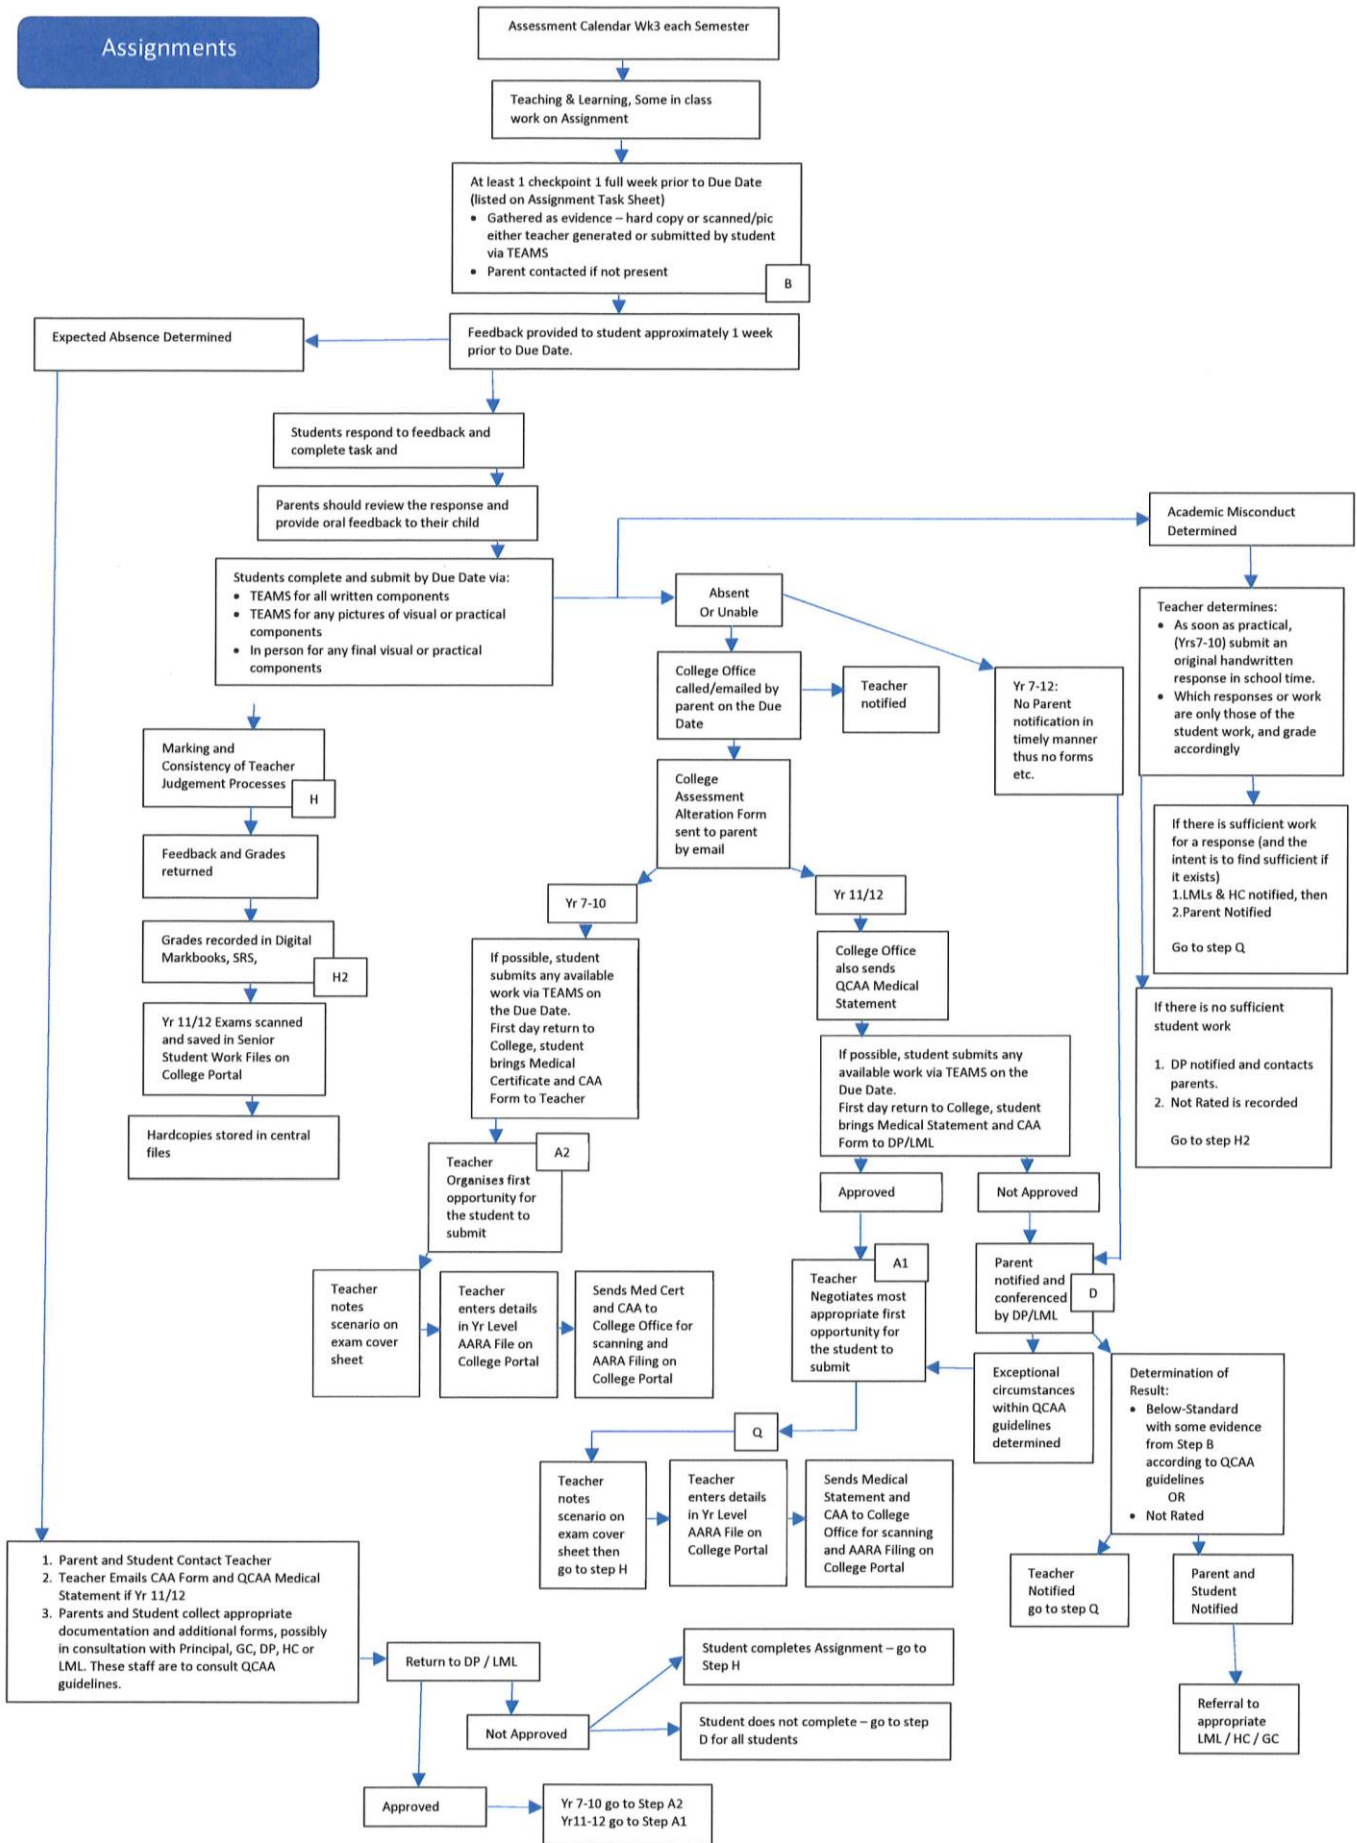 Assignments
Assessment Calendar Wk3 each Semester
Teaching & Learning, Some in class
work on Assignment
At least 1 checkpoint 1 full week prior to Due Date
(listed on Assignment Task Sheet)
• Gathered as evidence – hard copy or scanned/pic
either teacher generated or submitted by student
via TEAMS
• Parent contacted if not present
B
Expected Absence Determined
Feedback provided to student approximately 1 week
prior to Due Date.
Students respond to feedback and
complete task and
Parents should review the response and
provide oral feedback to their child
Students complete and submit by Due Date via:
• TEAMS for all written components
• TEAMS for any pictures of visual or practical
components
• In person for any final visual or practical
components
Marking and
Consistency of Teacher
Judgement Processes
H
Feedback and Grades
returned
Grades recorded in Digital
Markbooks, SRS,
H2
Yr 11/12 Exams scanned
and saved in Senior
Student Work Files on
College Portal
Hardcopies stored in central
files
Absent
Or Unable
College Office
called/emailed by
parent on the Due
Date
Teacher
notified
Yr 7-12:
No Parent
notification in
timely manner
thus no forms
etc.
College
Assessment
Alteration Form
sent to parent
by email
Yr 7-10
If possible, student
submits any available
work via TEAMS on
the Due Date.
First day return to
College, student
brings Medical
Certificate and CAA
Form to Teacher
A2
Teacher
Organises first
opportunity for
the student to
submit
Teacher
notes
scenario on
exam cover
sheet
Teacher
enters details
in Yr Level
AARA File on
College Portal
Sends Med Cert
and CAA to
College Office for
scanning and
AARA Filing on
College Portal
Yr 11/12
College Office
also sends
QCAA Medical
Statement
If possible, student submits any
available work via TEAMS on the
Due Date.
First day return to College, student
brings Medical Statement and CAA
Form to DP/LML
Approved
Not Approved
A1
Teacher
Negotiates most
appropriate first
opportunity for
the student to
submit
Parent
notified and
conferenced
by DP/LML
D
Exceptional
circumstances
within QCAA
guidelines
determined
Determination of
Result:
• Below-Standard
with some evidence
from Step B
according to QCAA
guidelines
OR
• Not Rated
Teacher
Notified
go to step Q
Parent and
Student
Notified
Referral to
appropriate
LML / HC / GC
Q
Teacher
notes
scenario on
exam cover
sheet then
go to step H
Teacher
enters details
in Yr Level
AARA File on
College Portal
Sends Medical
Statement and
CAA to College
Office for scanning
and AARA Filing on
College Portal
Academic Misconduct
Determined
Teacher determines:
• As soon as practical,
(Yrs7-10) submit an
original handwritten
response in school time.
• Which responses or work
are only those of the
student work, and grade
accordingly
If there is sufficient work
for a response (and the
intent is to find sufficient if
it exists)
1.LMLs & HC notified, then
2.Parent Notified
Go to step Q
If there is no sufficient
student work
1. DP notified and contacts
parents.
2. Not Rated is recorded
Go to step H2
1. Parent and Student Contact Teacher
2. Teacher Emails CAA Form and QCAA Medical
Statement if Yr 11/12
3. Parents and Student collect appropriate
documentation and additional forms, possibly
in consultation with Principal, GC, DP, HC or
LML. These staff are to consult QCAA
guidelines.
Return to DP / LML
Not Approved
Student completes Assignment – go to
Step H
Student does not complete – go to step
D for all students
Approved
Yr 7-10 go to Step A2
Yr11-12 go to Step A1